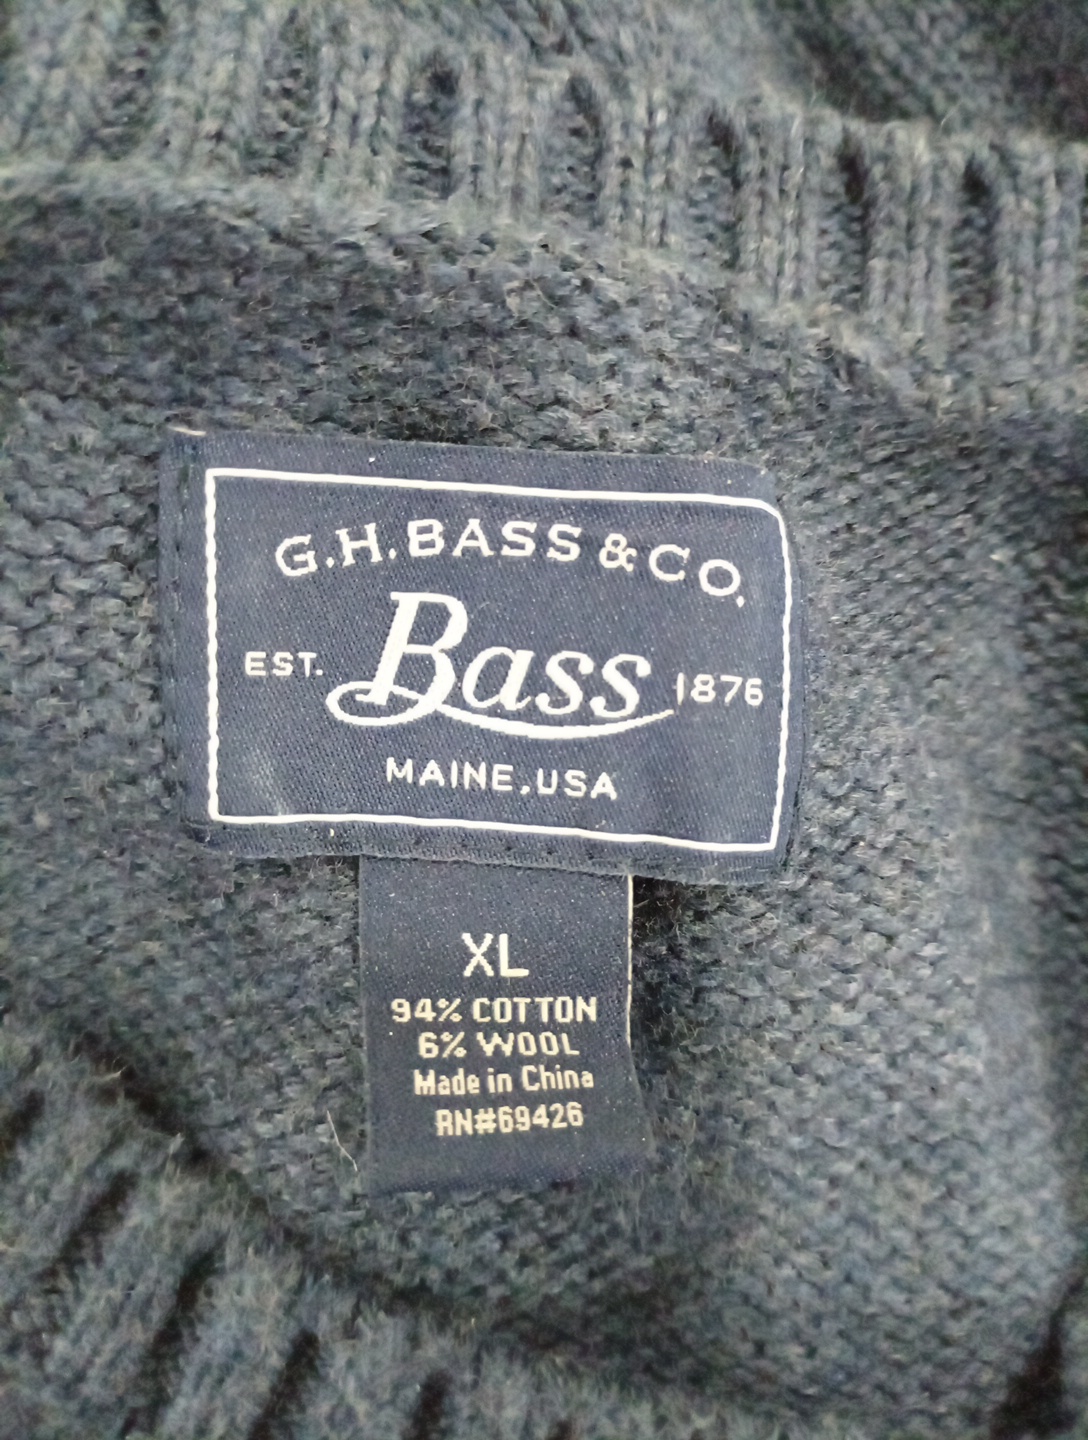 G.H.BASS & CO.
EST. Bass 1876
MAINE, USA
XL
94% COTTON
6% WOOL
Made in China
RN#69426